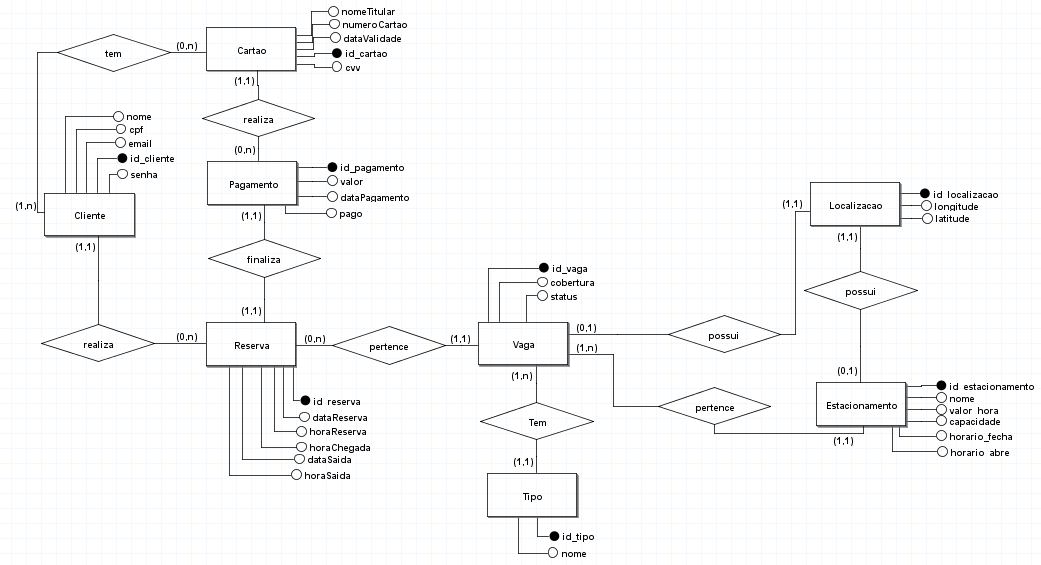 nomeTitular
numeroCartao
dataValidade
id_cartao
cvv
tem
(0,n)
Cartao
(1,1)
realiza
(0,n)
nome
cpf
email
id_cliente
senha
(1,n)
Cliente
(1,1)
Pagamento
id_pagamento
valor
dataPagamento
pago
(1,1)
finaliza
(1,1)
realiza
(0,n)
Reserva
(0,n)
pertence
(1,1)
id_reserva
dataReserva
horaReserva
horaChegada
dataSaida
horaSaida
id_vaga
cobertura
status
Vaga
(0,1)
possui
(1,1)
(1,n)
pertence
(1,1)
(1,n)
Tem
(1,1)
Tipo
id_tipo
nome
Localizacao
id_localizacao
longitude
latitude
(1,1)
possui
(0,1)
Estacionamento
id_estacionamento
nome
valor_hora
capacidade
horario_fecha
horario_abre